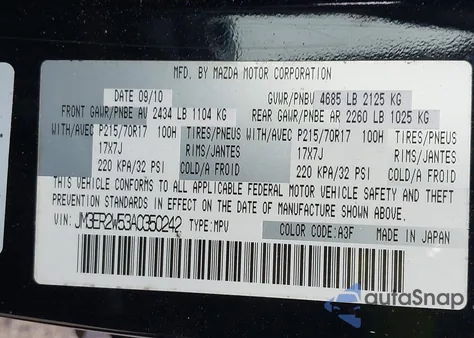 MFD. BY MAZDA MOTOR CORPORATION
DATE 09/10 GVWR/PNBV 4685 LB 2125 KG
FRONT GAWR/PNBE AV 2434 LB 1104 KG REAR GAWR/PNBE AR 2260 LB 1025 KG
WITH/AVEC P215/70R17 100H TIRES/PNEUS WITH/AVEC P215/70R17 100H TIRES/PNEUS
17X7J RIMS/JANTES 17X7J RIMS/JANTES
220 KPA/32 PSI COLD/A FROID 220 KPA/32 PSI COLD/A FROID
THIS VEHICLE CONFORMS TO ALL APPLICABLE FEDERAL MOTOR VEHICLE SAFETY AND THEFT
PREVENTION STANDARDS IN EFFECT ON THE DATE OF MANUFACTURE SHOWN ABOVE.
VIN: JM3ER2W53A0350242 TYPE: MPV COLOR CODE: A3F MADE IN JAPAN
autoSnap